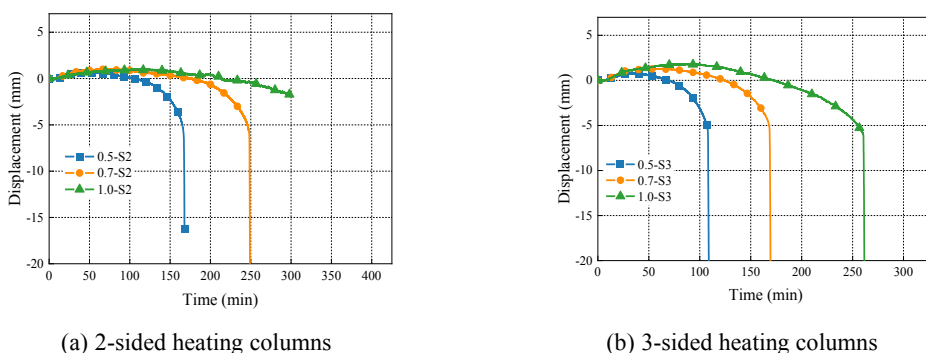 5
0
-5
-10
-15
-20
Displacement (mm)
0.5-S2
0.7-S2
1.0-S2
0 50 100 150 200 250 300 350 400
Time (min)
(a) 2-sided heating columns
5
0
-5
-10
-15
-20
Displacement (mm)
0.5-S3
0.7-S3
1.0-S3
0 50 100 150 200 250 300
Time (min)
(b) 3-sided heating columns